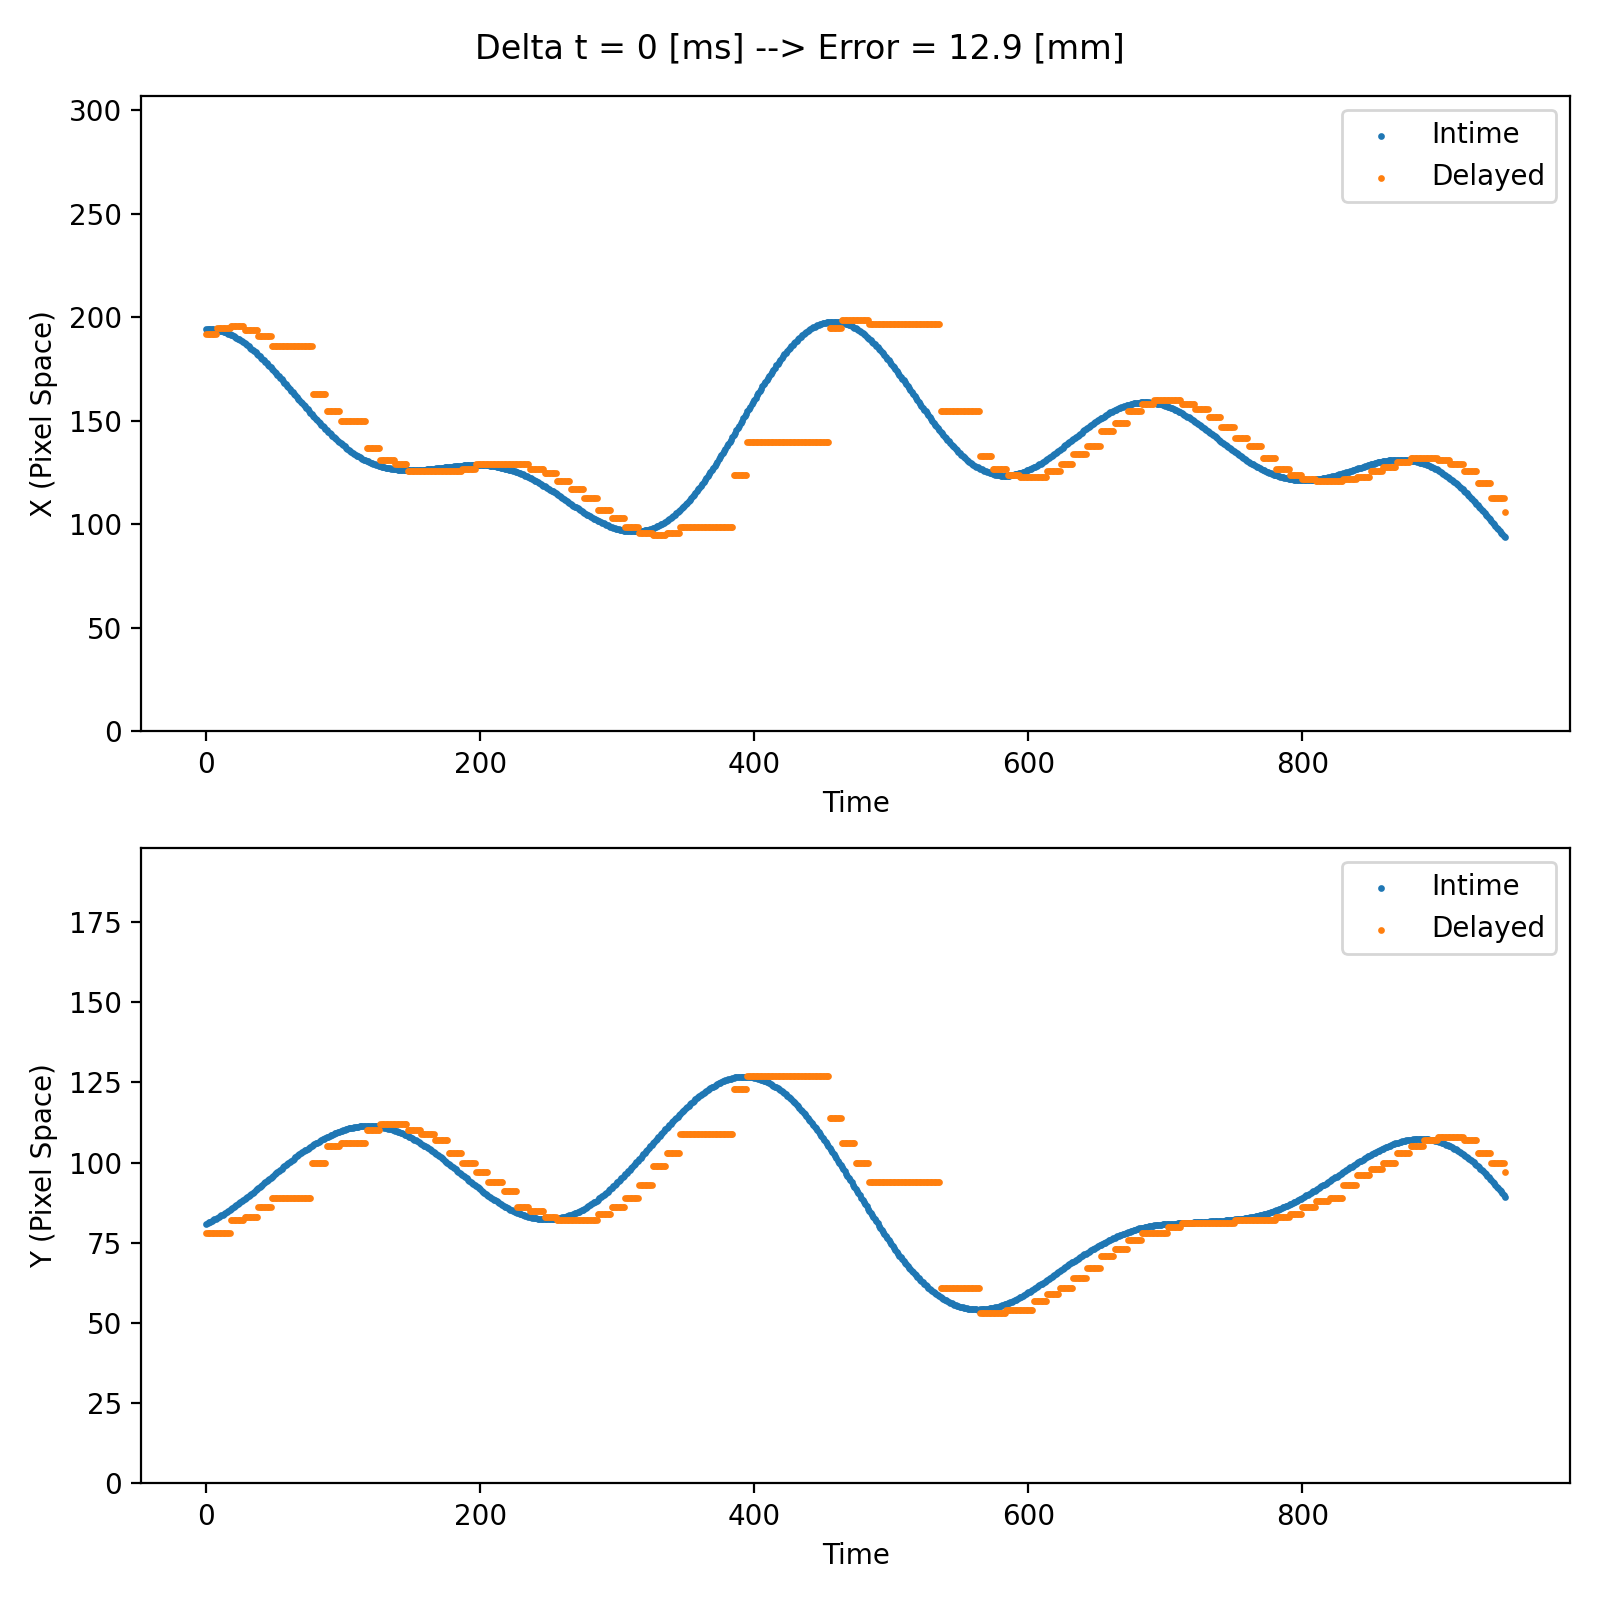 Delta t = 0 [ms] --> Error = 12.9 [mm]
300
250
200
150
100
50
0
X (Pixel Space)
Intime
Delayed
0 200 400 600 800
Time
175
150
125
100
75
50
25
0
Y (Pixel Space)
Intime
Delayed
0 200 400 600 800
Time